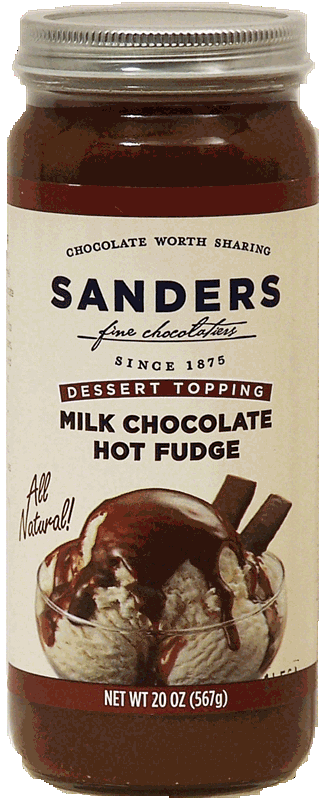 CHOCOLATE WORTH SHARING
SANDERS
fine chocolatiers
SINCE 1875
DESSERT TOPPING
MILK CHOCOLATE
HOT FUDGE
All
Natural!
NET WT 20 OZ (567g)